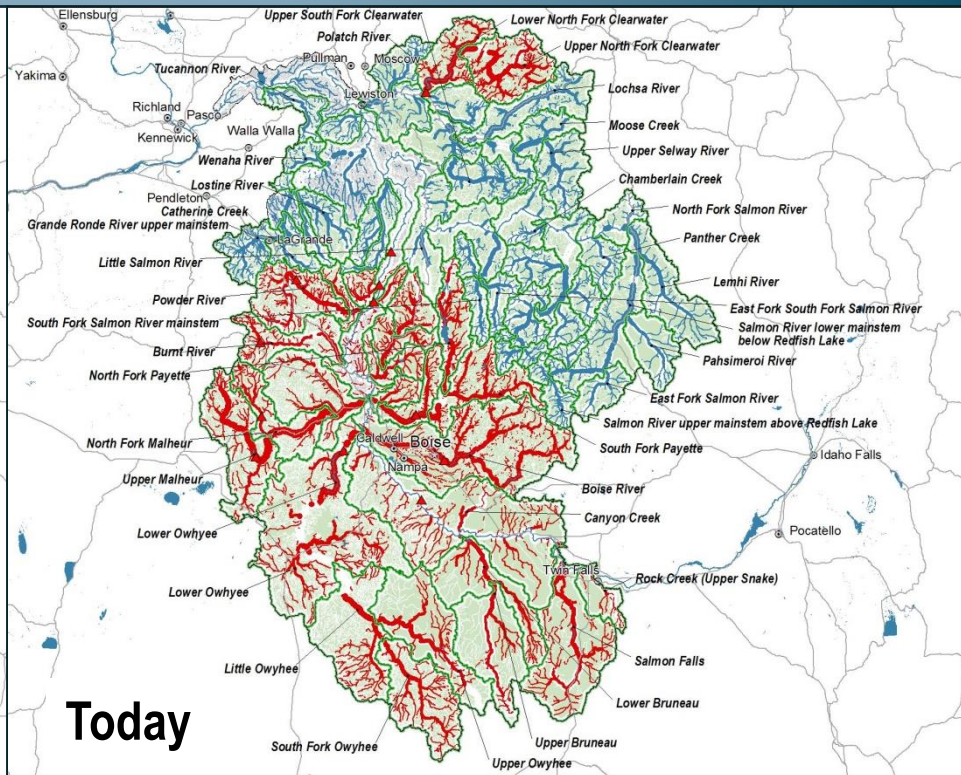 Ellensburg
Upper South Fork Clearwater
Lower North Fork Clearwater
Polatch River
Upper North Fork Clearwater
Pullman
Moscow
Tucannon River
Yakima
Lochsa River
Lewiston
Richland
Pasco
Kennewick
Moose Creek
Walla Walla
Wenaha River
Upper Selway River
Chamberlain Creek
Lostine River
Pendleton
Catherine Creek
North Fork Salmon River
Grande Ronde River upper mainstem
LaGrande
Panther Creek
Little Salmon River
Lemhi River
Powder River
East Fork South Fork Salmon River
South Fork Salmon River mainstem
Salmon River lower mainstem
below Redfish Lake
Burnt River
Pahsimeroi River
North Fork Payette
East Fork Salmon River
Salmon River upper mainstem above Redfish Lake
North Fork Malheur
Caldwell
Boise
South Fork Payette
Idaho Falls
Nampa
Upper Malheur
Boise River
Canyon Creek
Lower Owhyee
Pocatello
Twin Falls
Rock Creek (Upper Snake)
Lower Owyhee
Little Owyhee
Salmon Falls
Lower Bruneau
Today
South Fork Owyhee
Upper Bruneau
Upper Owyhee